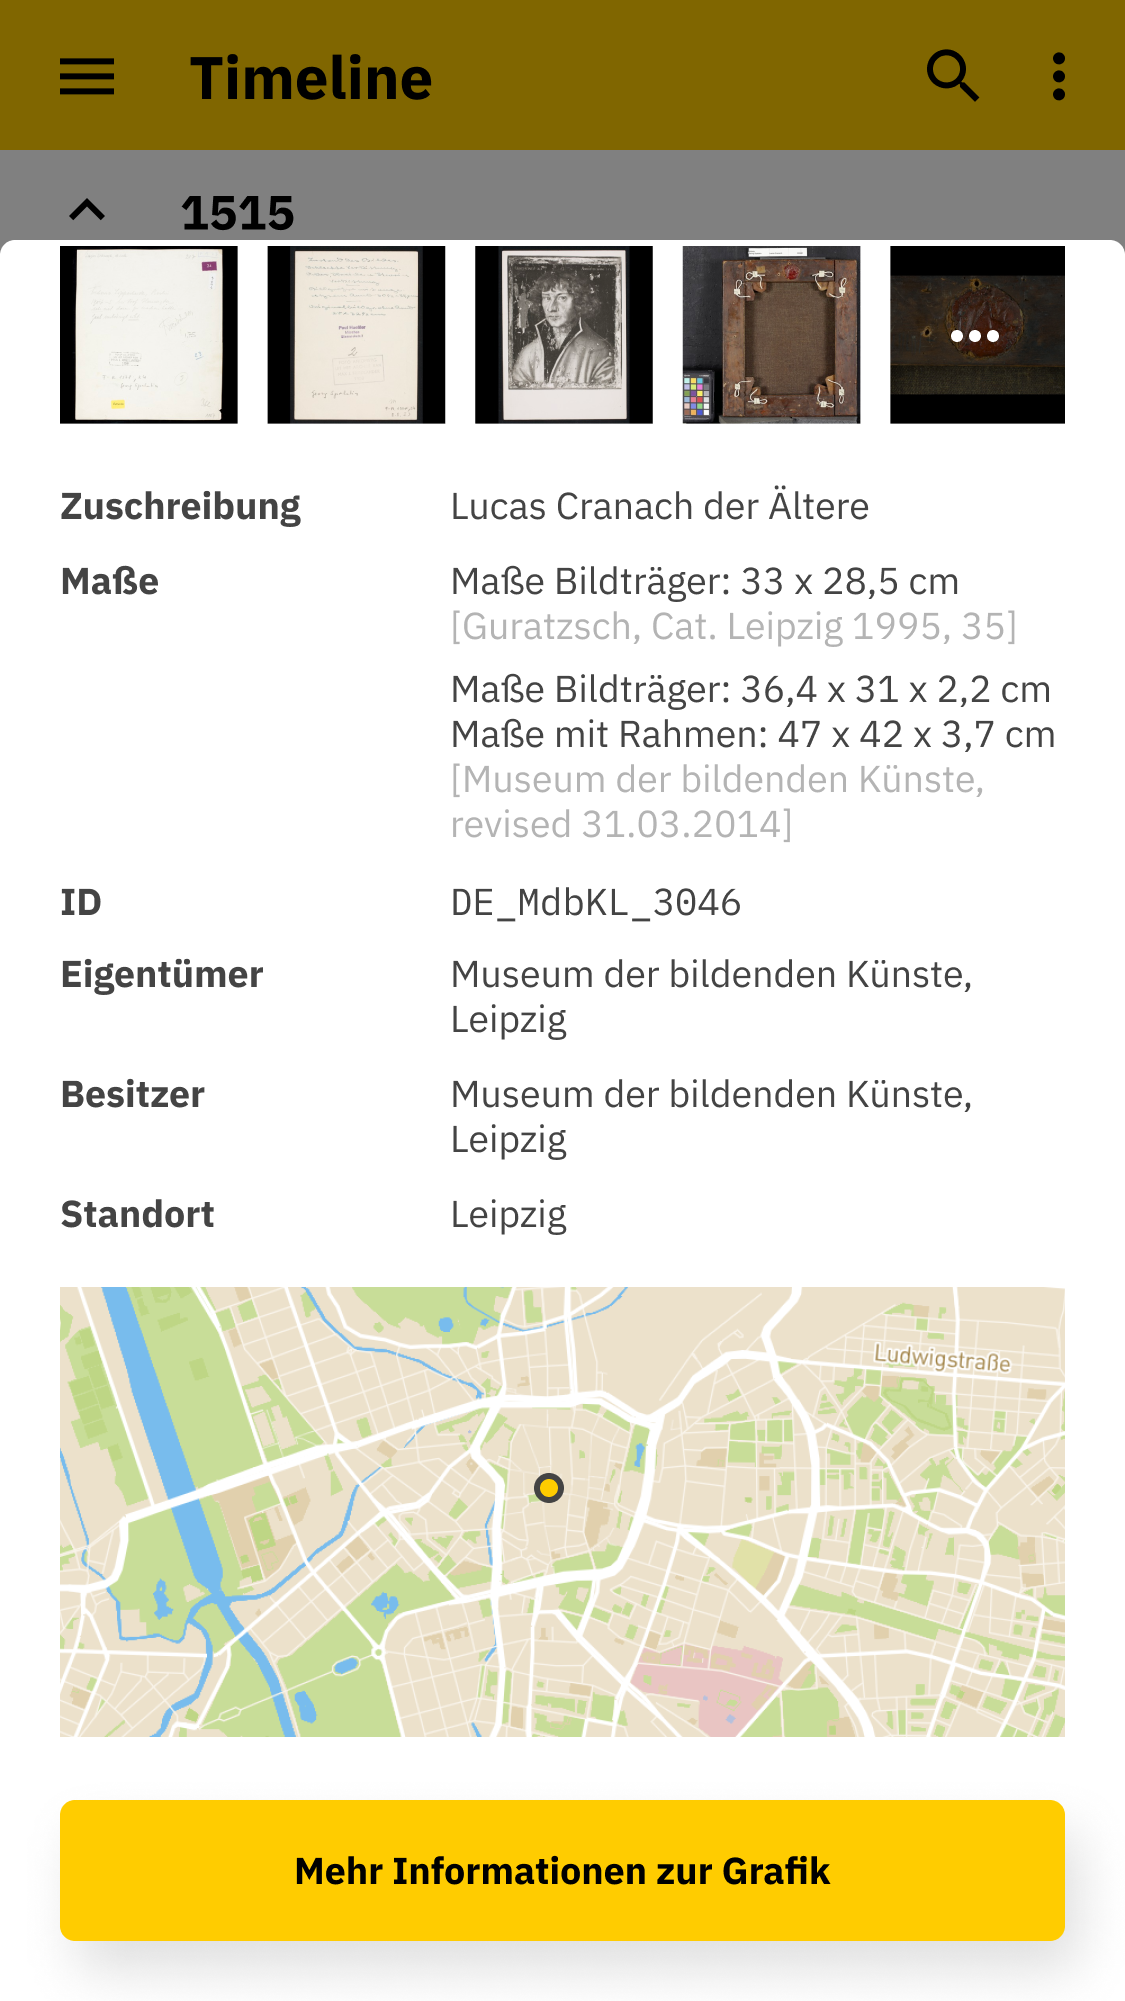 Timeline
1515
Zuschreibung
Lucas Cranach der Ältere
Maße
Maße Bildträger: 33 x 28,5 cm
[Guratzsch, Cat. Leipzig 1995, 35]
Maße Bildträger: 36,4 x 31 x 2,2 cm
Maße mit Rahmen: 47 x 42 x 3,7 cm
[Museum der bildenden Künste,
revised 31.03.2014]
ID
DE_MdbKL_3046
Eigentümer
Museum der bildenden Künste,
Leipzig
Besitzer
Museum der bildenden Künste,
Leipzig
Standort
Leipzig
Ludwigstraße
Mehr Informationen zur Grafik